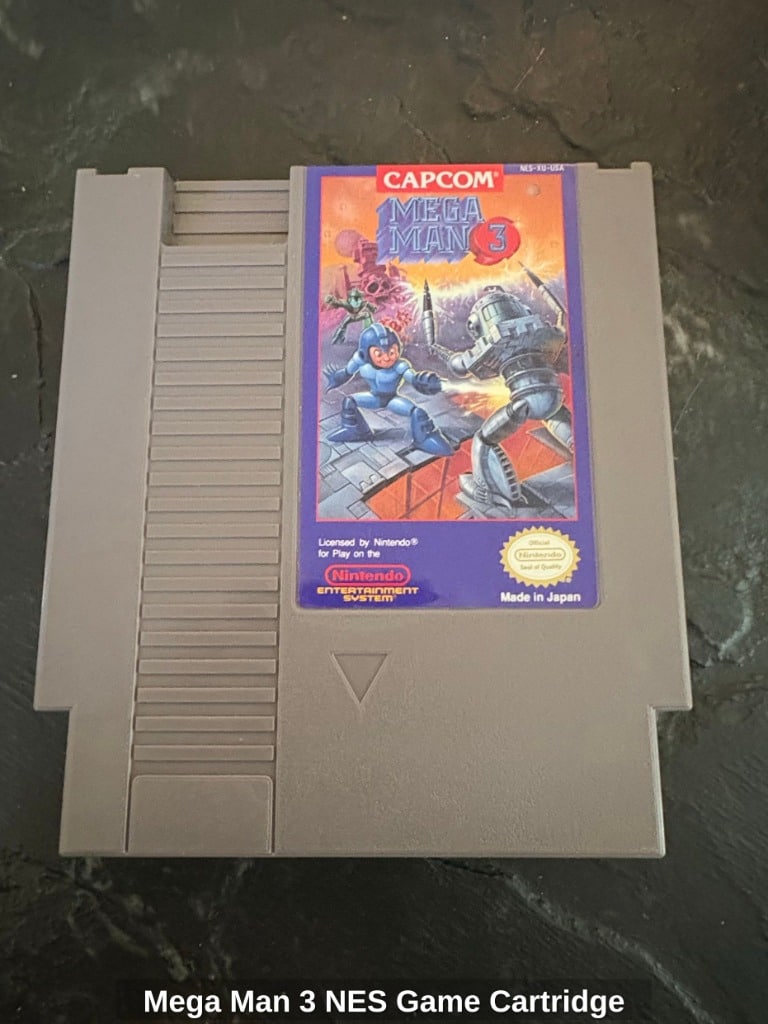 NES-XU-USA
CAPCOM®
MEGA
MAN 3
Licensed by Nintendo®
for Play on the
Nintendo
ENTERTAINMENT
SYSTEM®
Official
Nintendo
Seal of Quality
Made in Japan
Mega Man 3 NES Game Cartridge